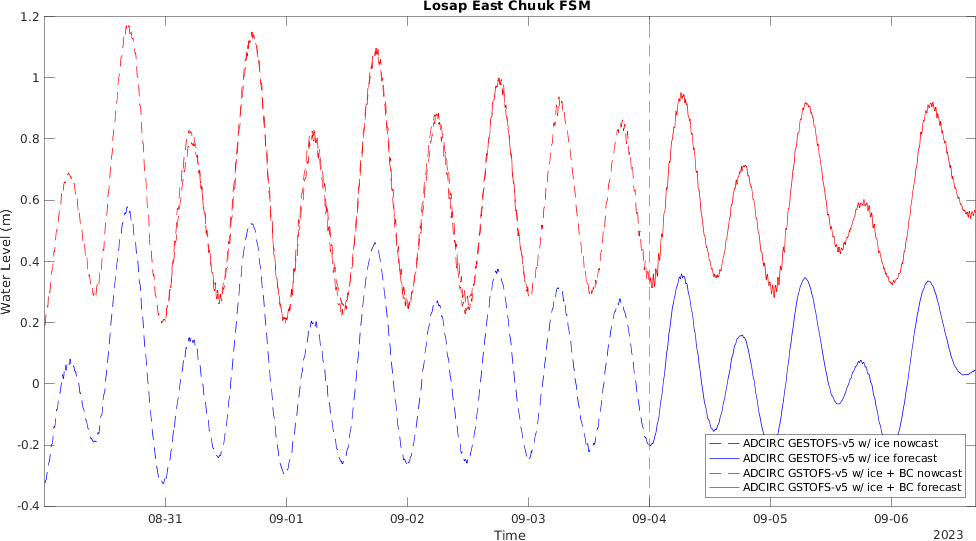 Losap East Chuuk FSM
1.2
1
0.8
0.6
0.4
0.2
0
-0.2
-0.4
Water Level (m)
ADCIRC GESTOFS-v5 w/ ice nowcast
ADCIRC GESTOFS-v5 w/ ice forecast
ADCIRC GSTOFS-v5 w/ ice + BC nowcast
ADCIRC GSTOFS-v5 w/ ice + BC forecast
08-31 09-01 09-02 09-03 09-04 09-05 09-06
Time
2023